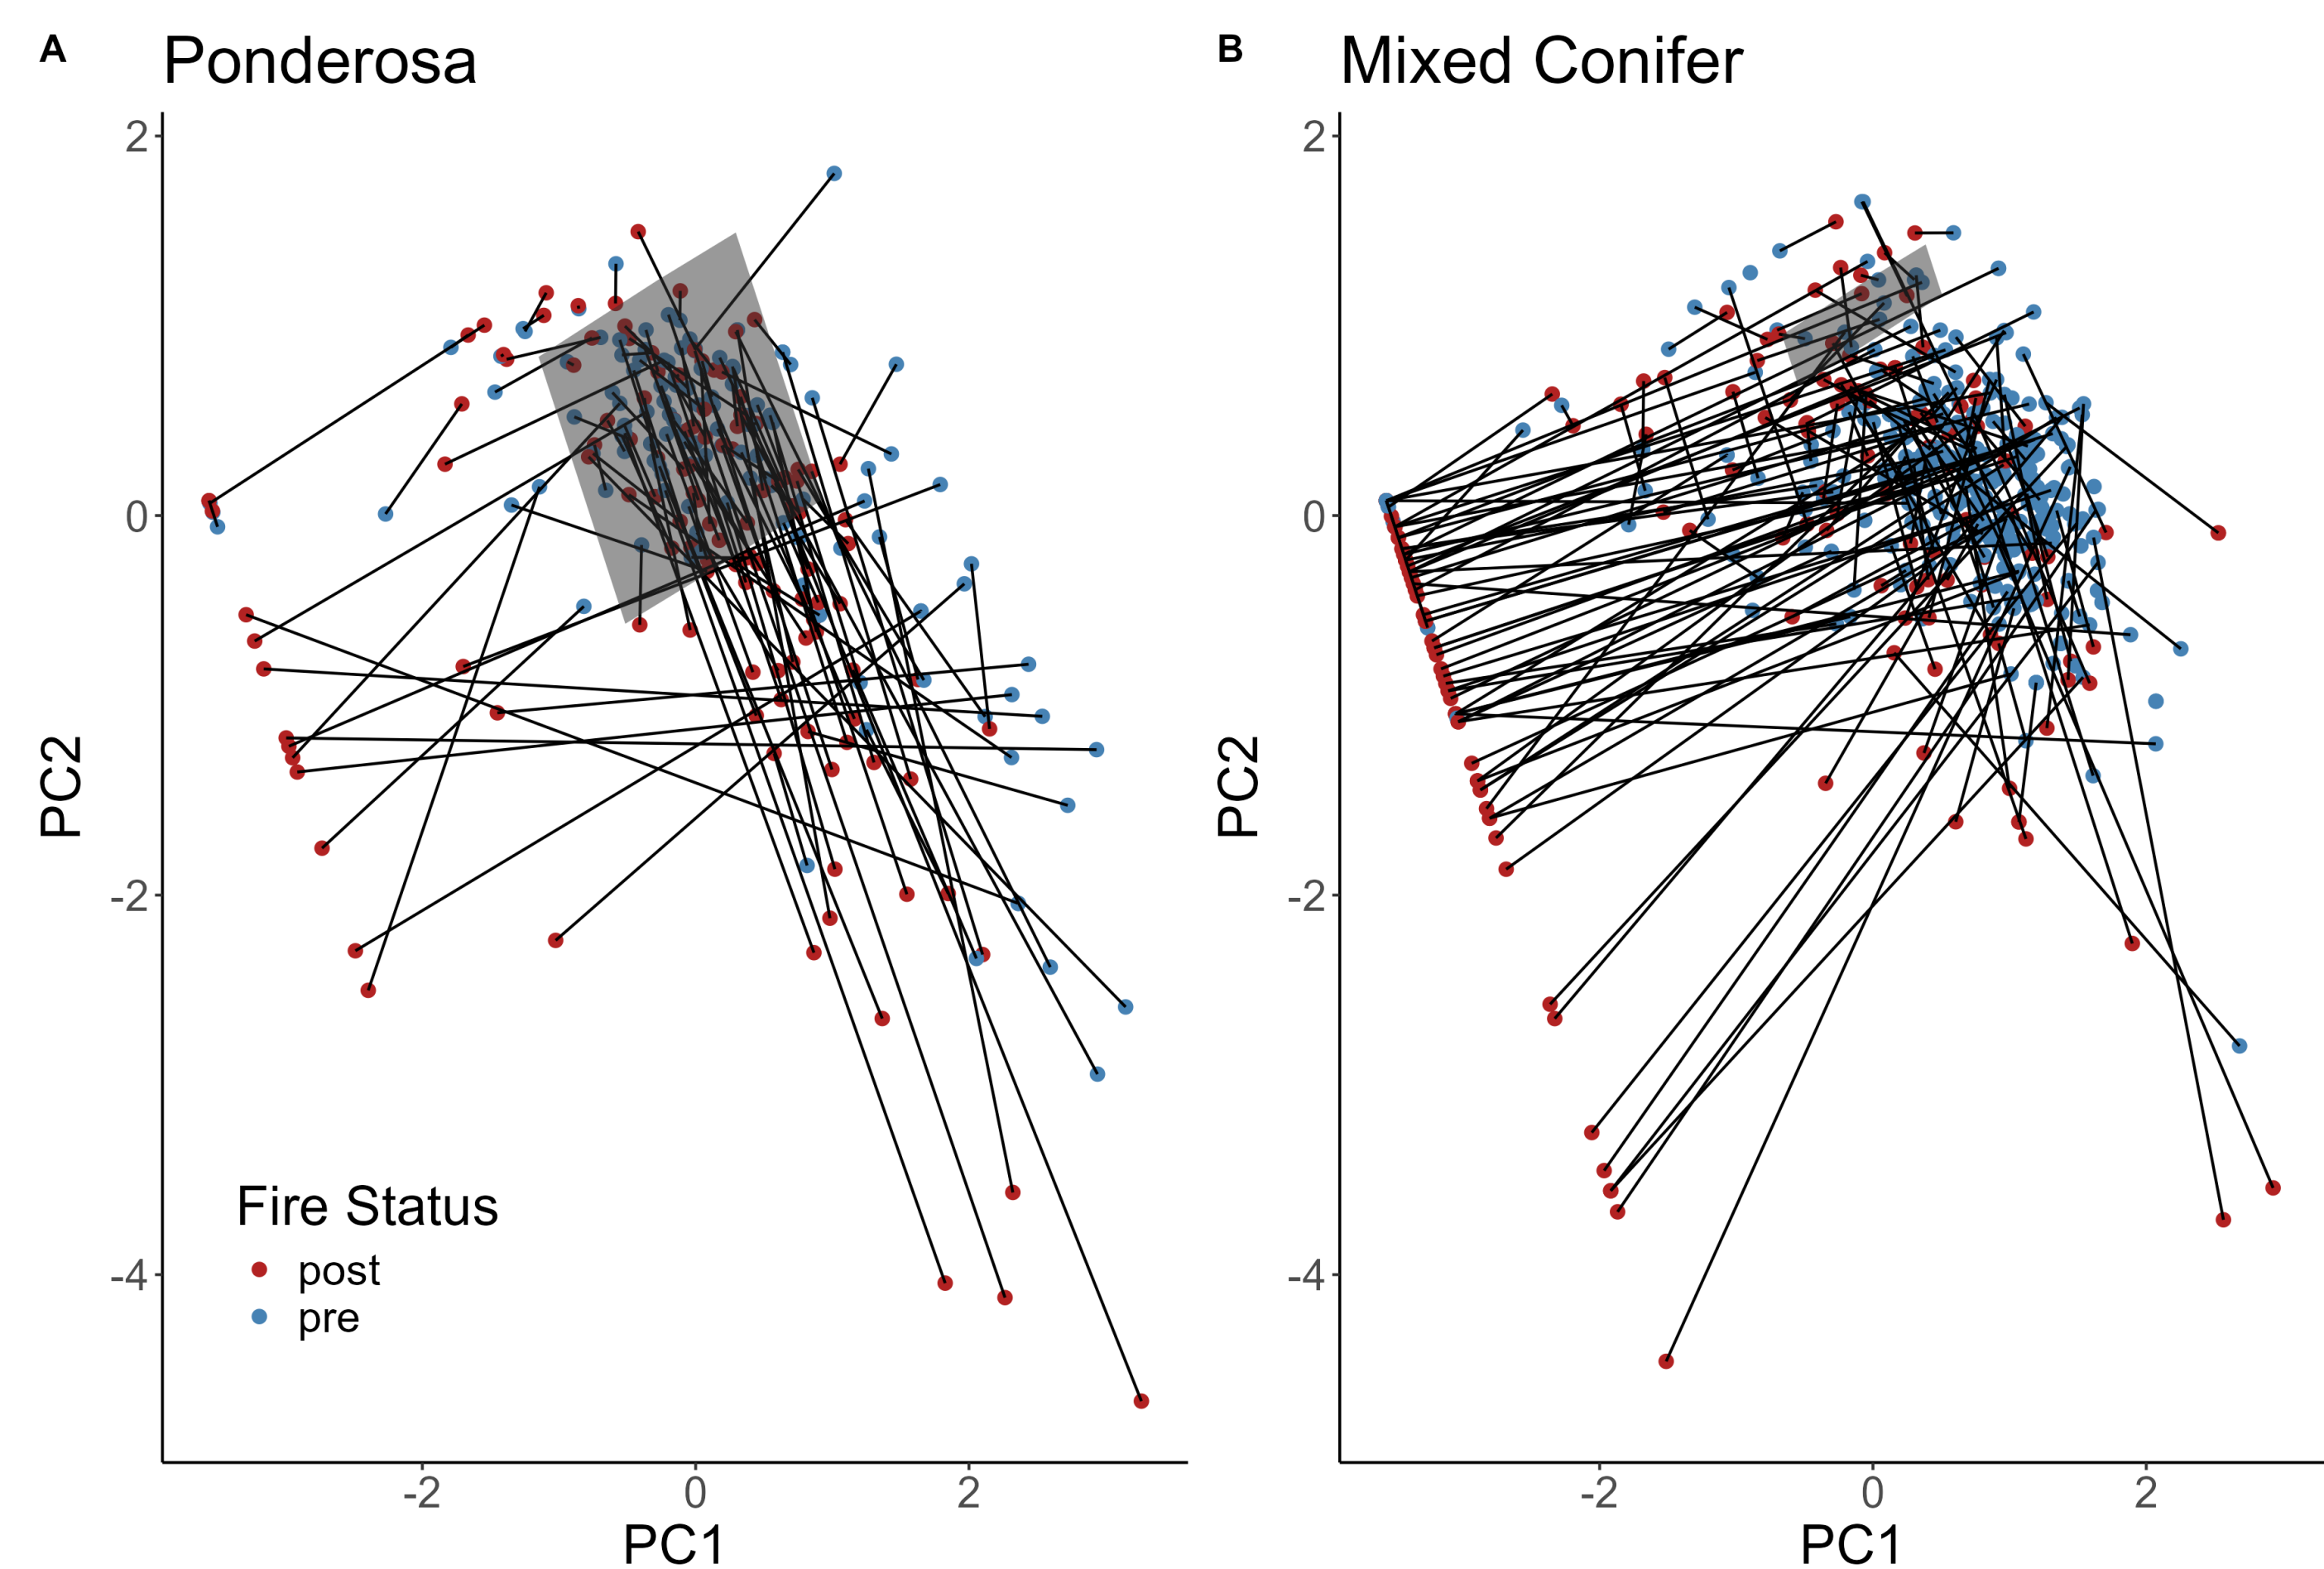 A Ponderosa
2
0
-2
-4
PC2
Fire Status
post
pre
-2 0 2
PC1
B Mixed Conifer
2
0
-2
-4
PC2
-2 0 2
PC1